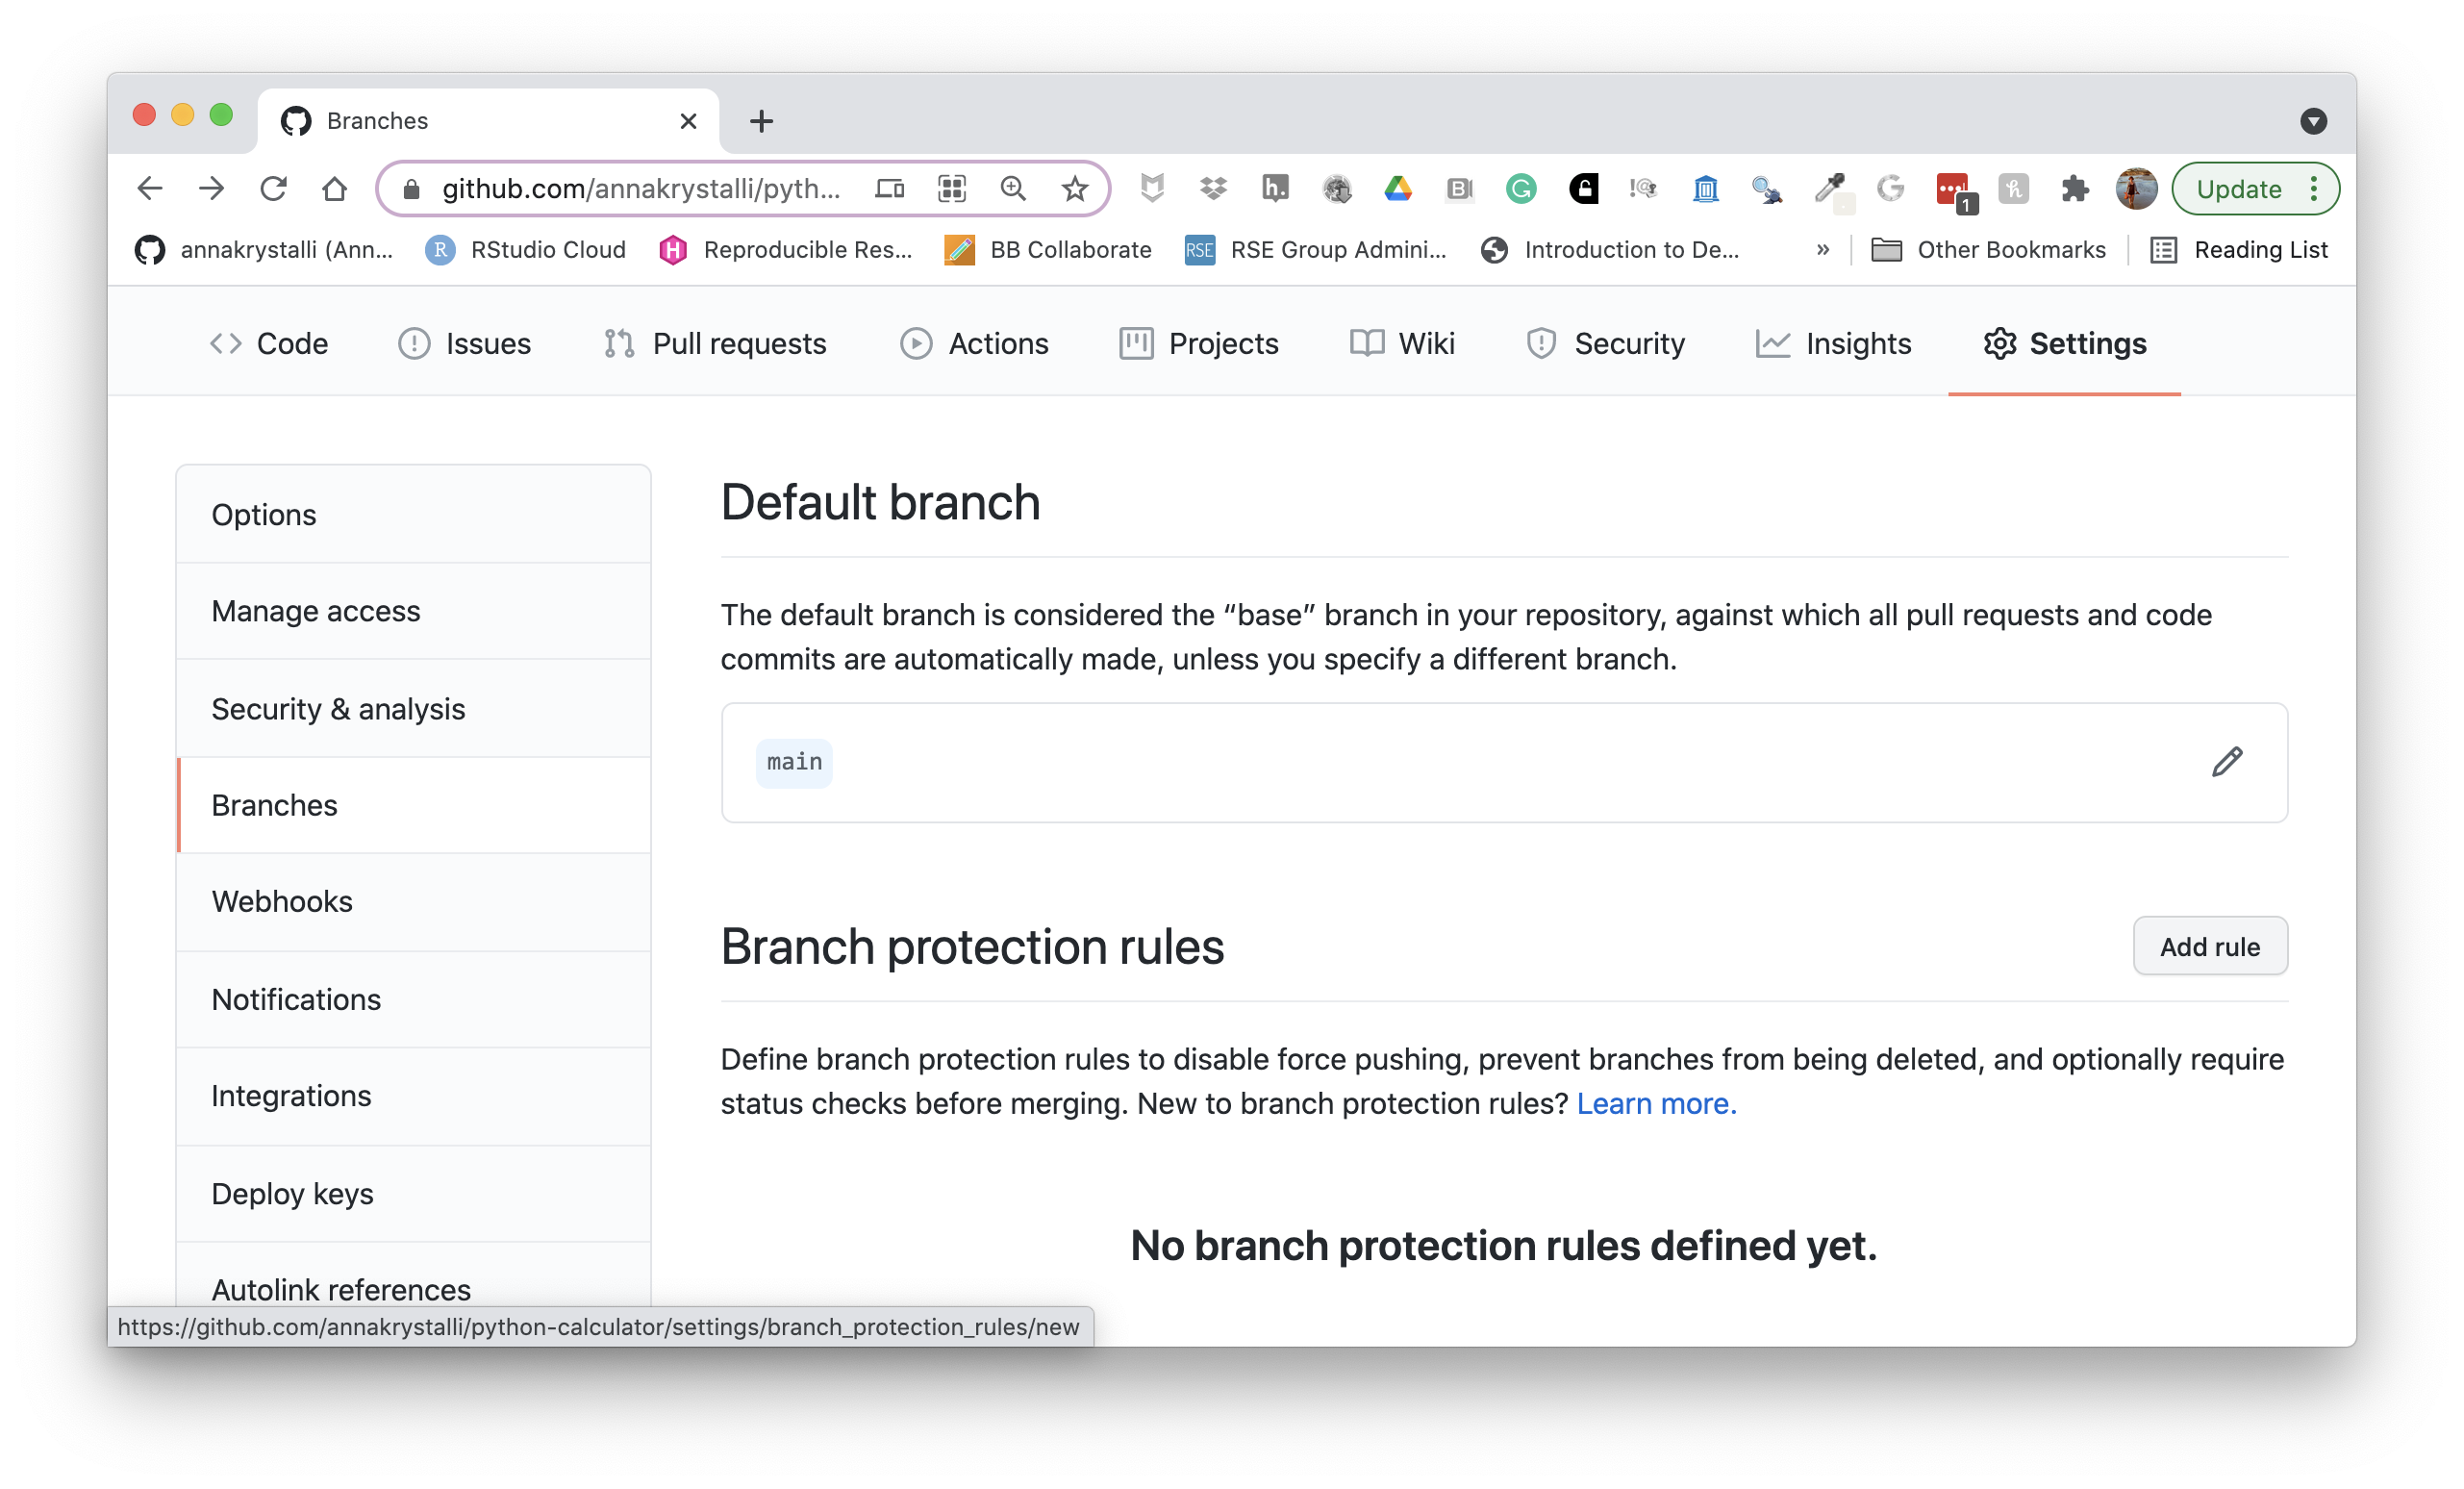 Branches
github.com/annakrystalli/pyth...
Update
1
annakrystalli (Ann...
RStudio Cloud
Reproducible Res...
BB Collaborate
RSE
RSE Group Admini...
Introduction to De...
»
Other Bookmarks
Reading List
Code
Issues
Pull requests
Actions
Projects
Wiki
Security
Insights
Settings
Options
Manage access
Security & analysis
Branches
Webhooks
Notifications
Integrations
Deploy keys
Autolink references
Default branch
The default branch is considered the “base” branch in your repository, against which all pull requests and code
commits are automatically made, unless you specify a different branch.
main
Branch protection rules
Add rule
Define branch protection rules to disable force pushing, prevent branches from being deleted, and optionally require
status checks before merging. New to branch protection rules? Learn more.
No branch protection rules defined yet.
https://github.com/annakrystalli/python-calculator/settings/branch_protection_rules/new